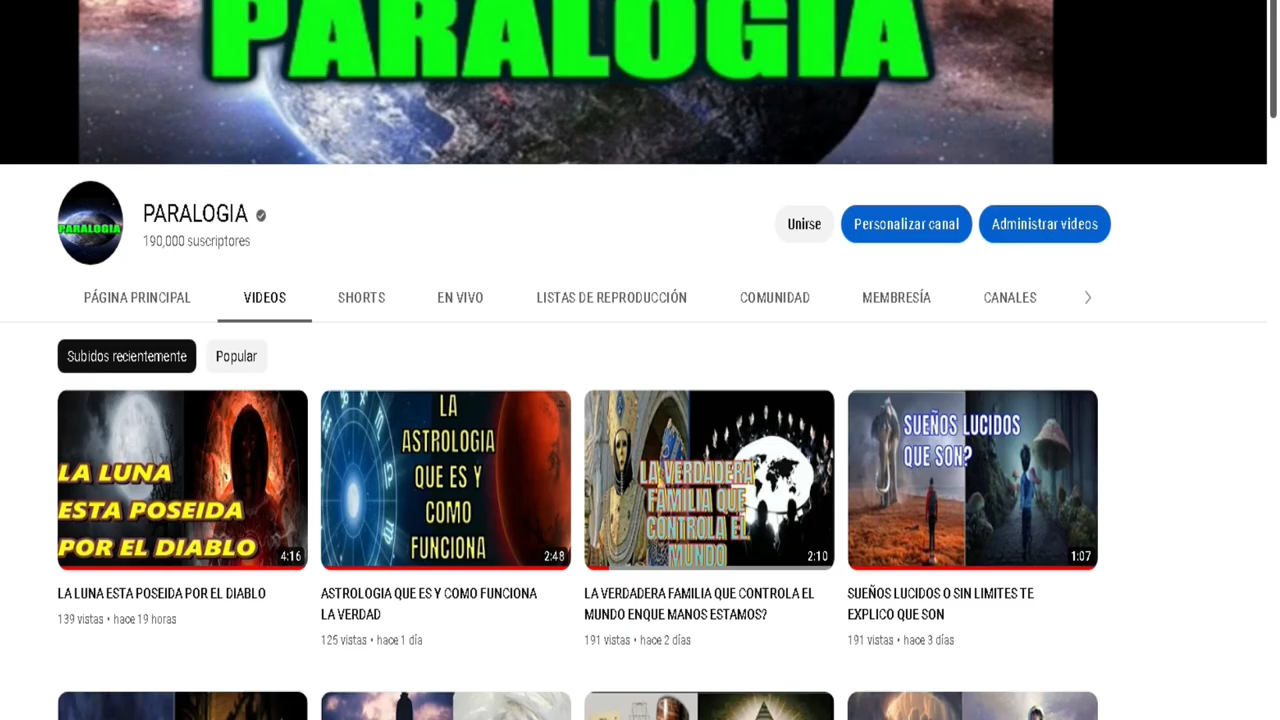 PARALOGIA
PARALOGIA
PARALOGIA
190,000 suscriptores
Unirse
Personalizar canal
Administrar videos
PÁGINA PRINCIPAL
VIDEOS
SHORTS
EN VIVO
LISTAS DE REPRODUCCIÓN
COMUNIDAD
MEMBRESÍA
CANALES
Subidos recientemente
Popular
LA LUNA
ESTA POSEIDA
POR EL DIABLO
4:16
LA
ASTROLOGIA
QUE ES Y
COMO
FUNCIONA
2:48
LA VERDADERA
FAMILIA QUE
CONTROLA EL
MUNDO
2:10
SUEÑOS LUCIDOS
QUE SON?
1:07
LA LUNA ESTA POSEIDA POR EL DIABLO
139 vistas • hace 19 horas
ASTROLOGIA QUE ES Y COMO FUNCIONA
LA VERDAD
125 vistas • hace 1 día
LA VERDADERA FAMILIA QUE CONTROLA EL
MUNDO ENQUE MANOS ESTAMOS?
191 vistas • hace 2 días
SUEÑOS LUCIDOS O SIN LIMITES TE
EXPLICO QUE SON
191 vistas • hace 3 días